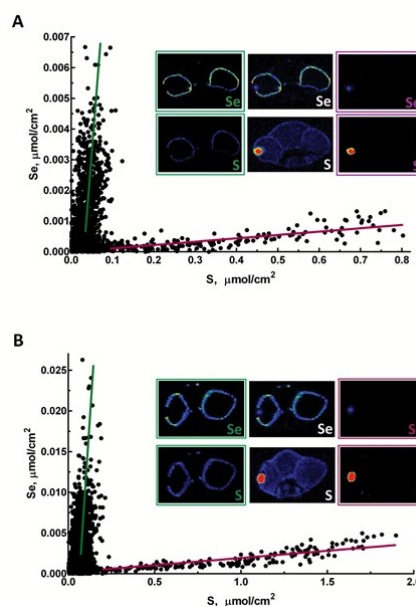 A
0.007
0.006
0.005
0.004
0.003
0.002
0.001
0.000
Se, μmol/cm²
0.0 0.1 0.2 0.3 0.4 0.5 0.6 0.7 0.8
S, μmol/cm²
Se Se
S S
B
0.025
0.020
0.015
0.010
0.005
0.000
Se, μmol/cm²
0.0 0.5 1.0 1.5 2.0
S, μmol/cm²
Se Se
S S